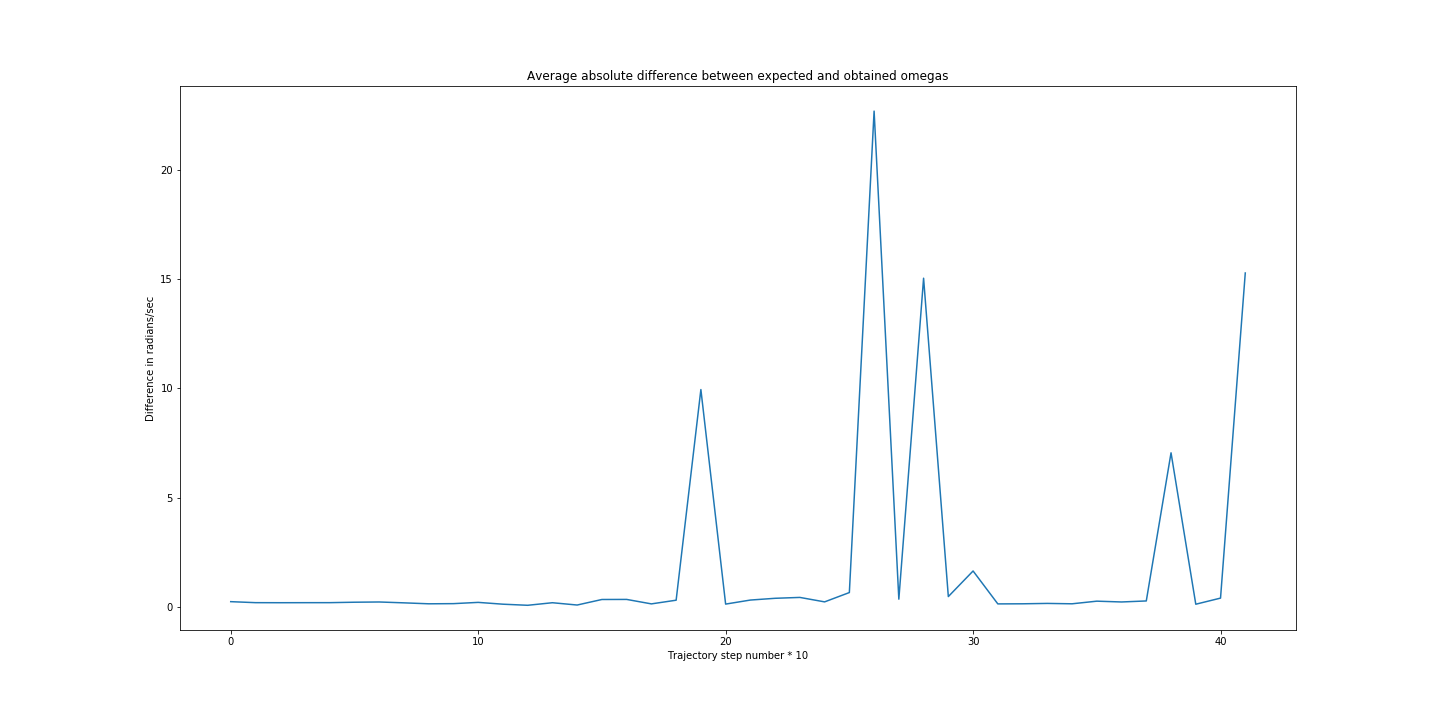 Average absolute difference between expected and obtained omegas
Difference in radians/sec
20
15
10
5
0
0 10 20 30 40
Trajectory step number * 10